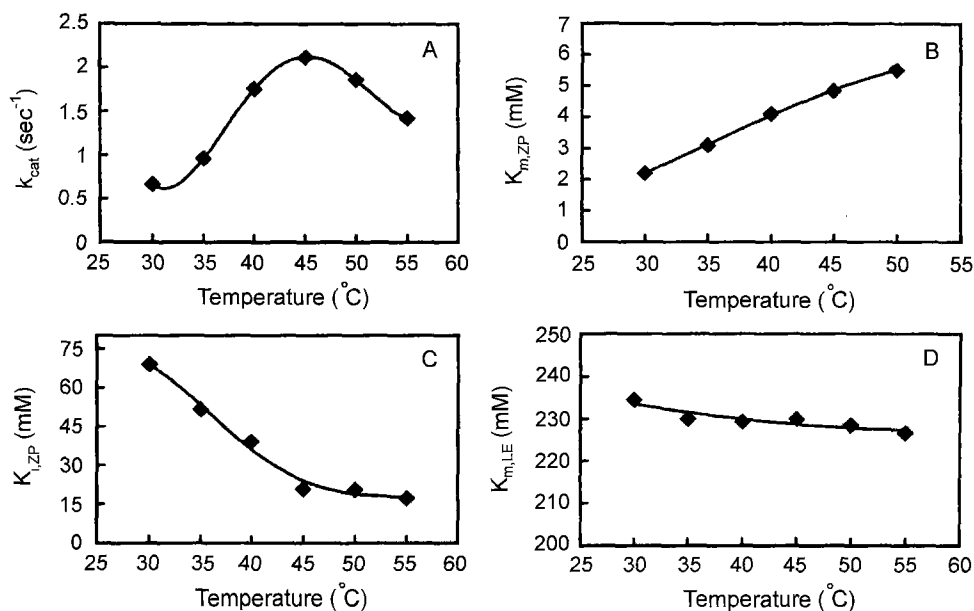 A
k_cat (sec⁻¹)
2.5
2
1.5
1
0.5
0
25 30 35 40 45 50 55 60
Temperature (°C)
B
K_m,ZP (mM)
7
6
5
4
3
2
1
0
25 30 35 40 45 50 55
Temperature (°C)
C
K_i,ZP (mM)
75
60
45
30
15
0
25 30 35 40 45 50 55 60
Temperature (°C)
D
K_m,LE (mM)
250
240
230
220
210
200
25 30 35 40 45 50 55 60
Temperature (°C)